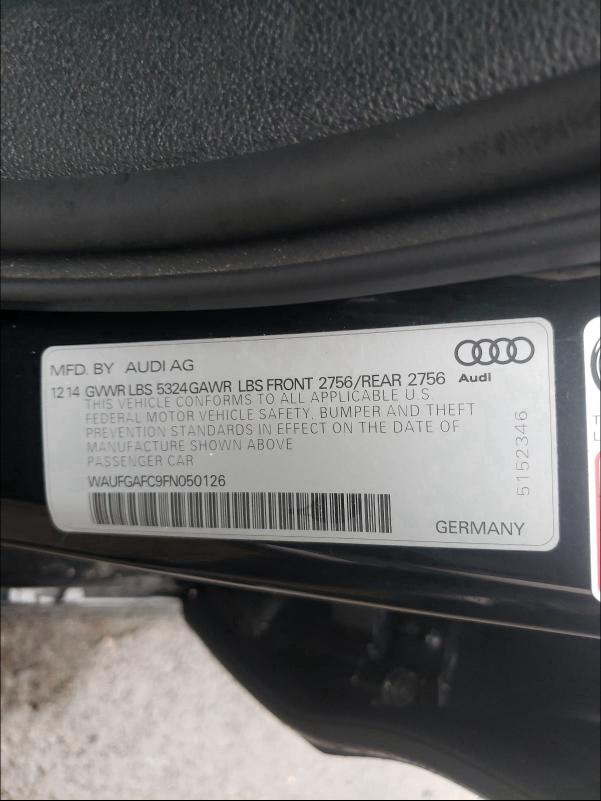 MFD. BY AUDI AG
12 14 GVWR LBS 5324 GAWR LBS FRONT 2756/REAR 2756 Audi
THIS VEHICLE CONFORMS TO ALL APPLICABLE U S
FEDERAL MOTOR VEHICLE SAFETY, BUMPER AND THEFT
PREVENTION STANDARDS IN EFFECT ON THE DATE OF
MANUFACTURE SHOWN ABOVE
PASSENGER CAR
WAUFGAFC9FN050126
GERMANY
5152346